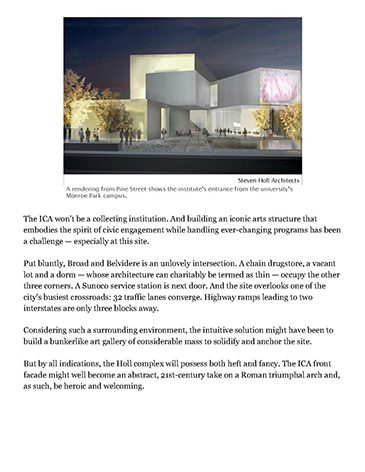 Steven Holl Architects
A rendering from Pine Street shows the institute's entrance from the university's
Monroe Park campus.
The ICA won't be a collecting institution. And building an iconic arts structure that
embodies the spirit of civic engagement while handling ever-changing programs has been
a challenge — especially at this site.
Put bluntly, Broad and Belvidere is an unlovely intersection. A chain drugstore, a vacant
lot and a dorm — whose architecture can charitably be termed as thin — occupy the other
three corners. A Sunoco service station is next door. And the site overlooks one of the
city's busiest crossroads: 32 traffic lanes converge. Highway ramps leading to two
interstates are only three blocks away.
Considering such a surrounding environment, the intuitive solution might have been to
build a bunkerlike art gallery of considerable mass to solidify and anchor the site.
But by all indications, the Holl complex will possess both heft and fancy. The ICA front
facade might well become an abstract, 21st-century take on a Roman triumphal arch and,
as such, be heroic and welcoming.